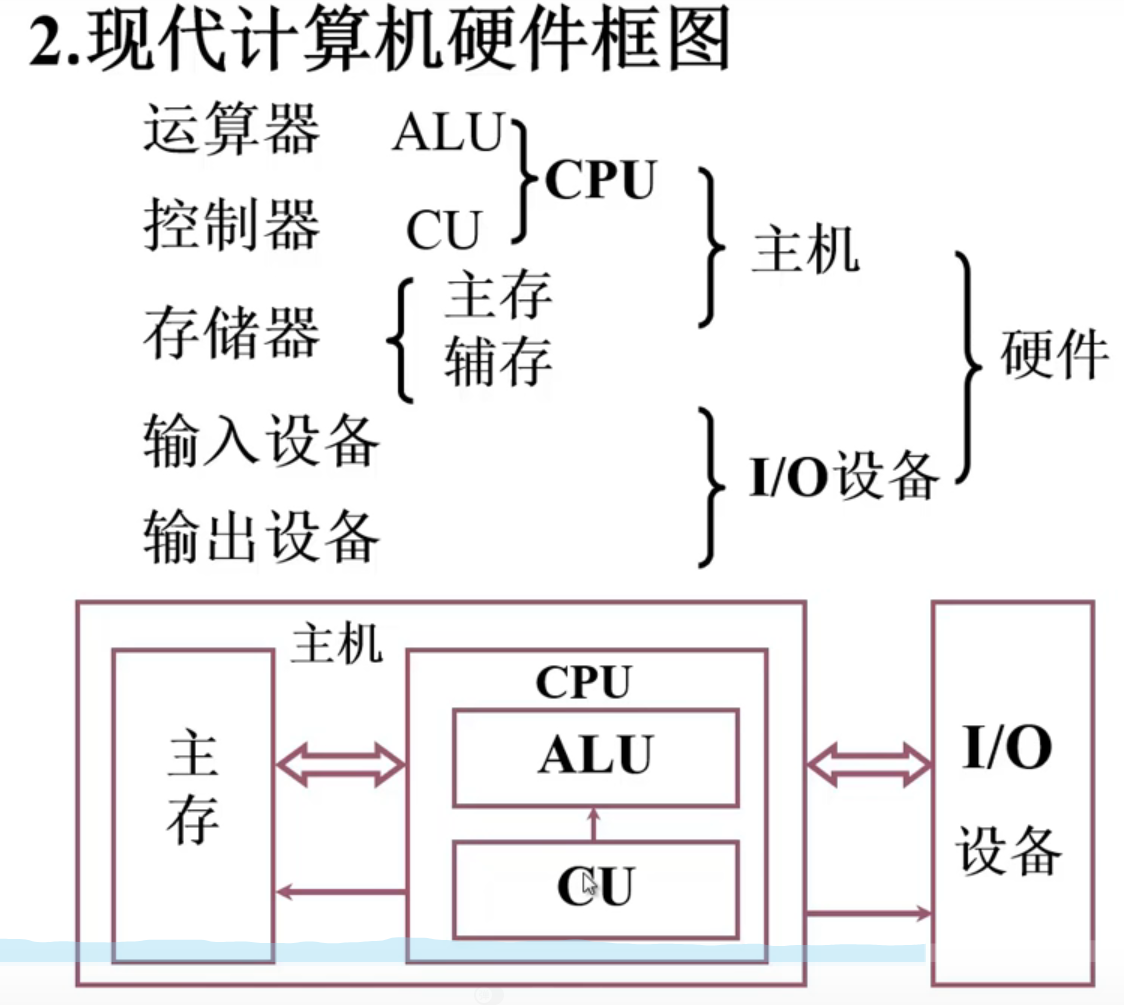 2.现代计算机硬件框图
运算器 ALU
CPU
控制器 CU
主机
存储器
主存
辅存
硬件
输入设备
I/O设备
输出设备
主机
主存
CPU
ALU
CU
I/O
设备